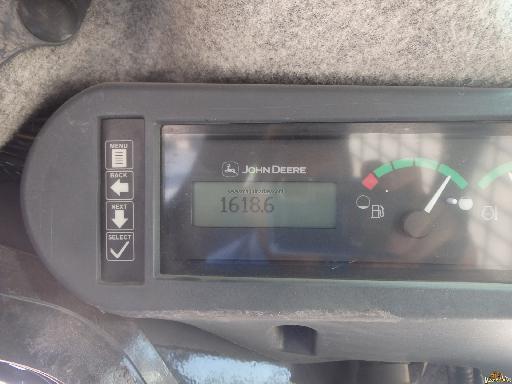 MENU
BACK
NEXT
SELECT
JOHN DEERE
1618.6